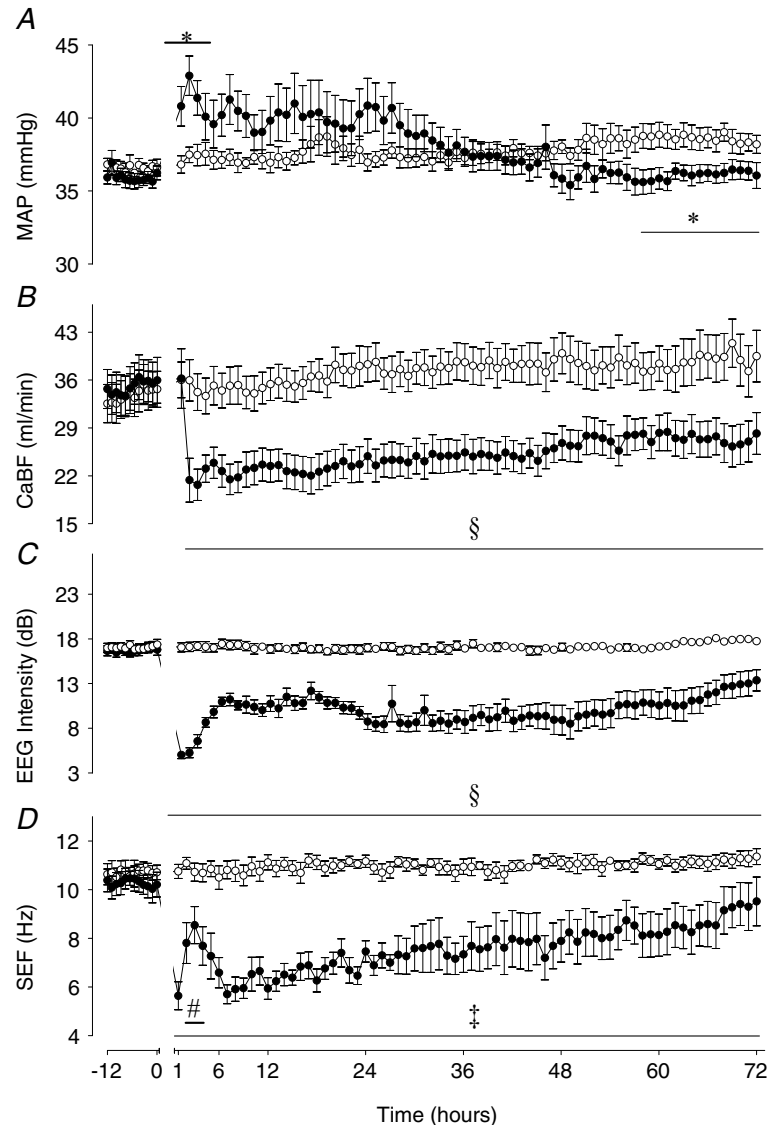 A
*
45
40
35
30
MAP (mmHg)
*
B
43
36
29
22
15
CaBF (ml/min)
§
C
23
18
13
8
3
EEG Intensity (dB)
§
D
12
10
8
6
4
SEF (Hz)
#
‡
-12 0 1 6 12 24 36 48 60 72
Time (hours)